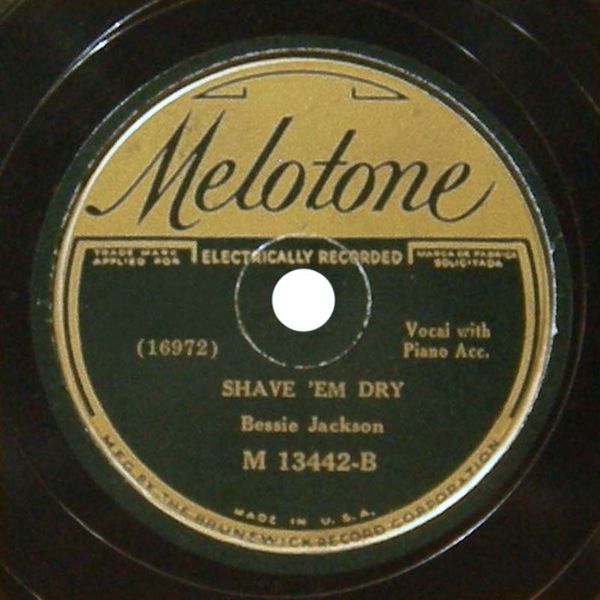 Melotone
TRADE MARK
APPLIED FOR
ELECTRICALLY RECORDED
MARCA DE FABRICA
SOLICITADA
(16972)
Vocal with
Piano Acc.
SHAVE 'EM DRY
Bessie Jackson
M 13442-B
MADE IN U.S.A.
MFG. BY THE BRUNSWICK RECORD CORPORATION